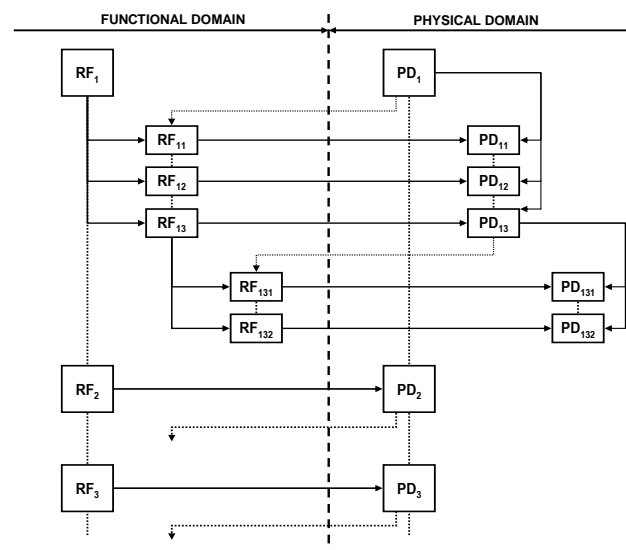 FUNCTIONAL DOMAIN PHYSICAL DOMAIN
RF₁ PD₁
RF₁₁ PD₁₁
RF₁₂ PD₁₂
RF₁₃ PD₁₃
RF₁₃₁ PD₁₃₁
RF₁₃₂ PD₁₃₂
RF₂ PD₂
RF₃ PD₃